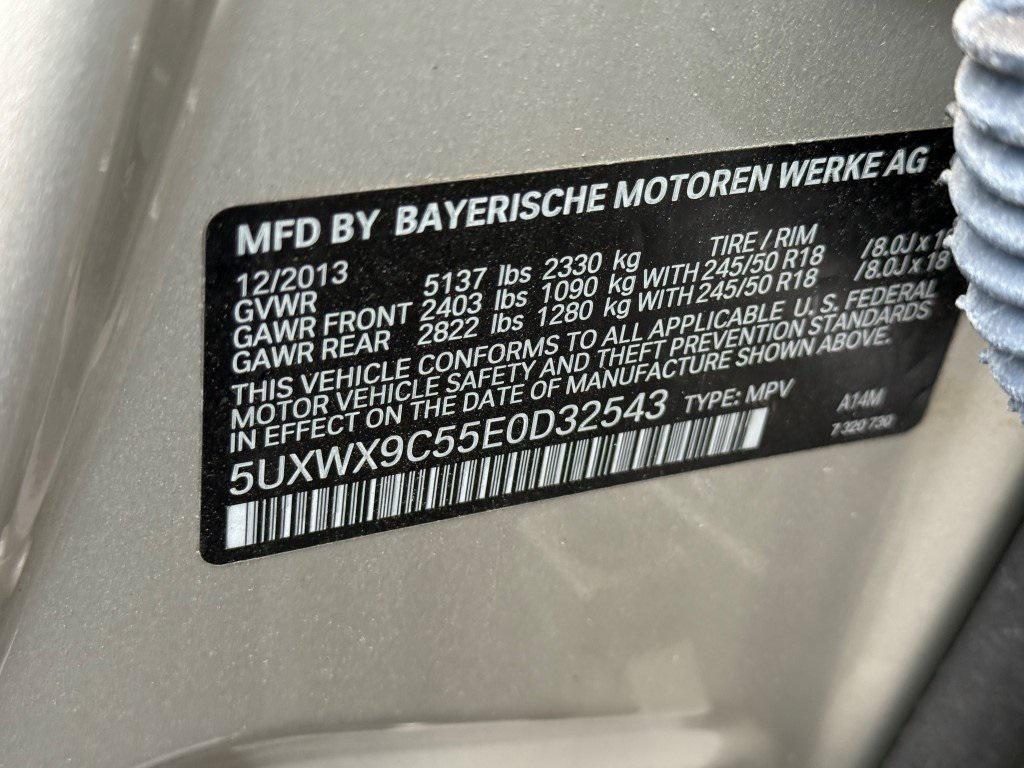 MFD BY BAYERISCHE MOTOREN WERKE AG
12/2013 TIRE / RIM
GVWR 5137 lbs 2330 kg
GAWR FRONT 2403 lbs 1090 kg WITH 245/50 R18 /8.0J x 18
GAWR REAR 2822 lbs 1280 kg WITH 245/50 R18 /8.0J x 18
THIS VEHICLE CONFORMS TO ALL APPLICABLE U. S. FEDERAL
MOTOR VEHICLE SAFETY AND THEFT PREVENTION STANDARDS
IN EFFECT ON THE DATE OF MANUFACTURE SHOWN ABOVE.
5UXWX9C55E0D32543 TYPE: MPV A14M
7 320 730